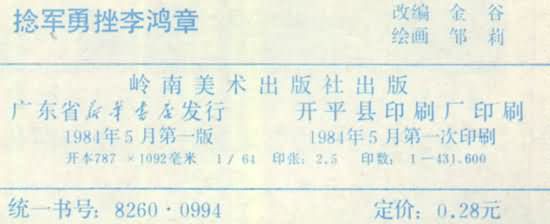 捻军勇挫李鸿章
改编 金谷
绘画 邹莉
岭南美术出版社出版
广东省新华书店发行 开平县印刷厂印刷
1984年5月第一版 1984年5月第一次印刷
开本787×1092毫米 1/64 印张：2.5 印数：1—431.600
统一书号：8260·0994 定价：0.28元